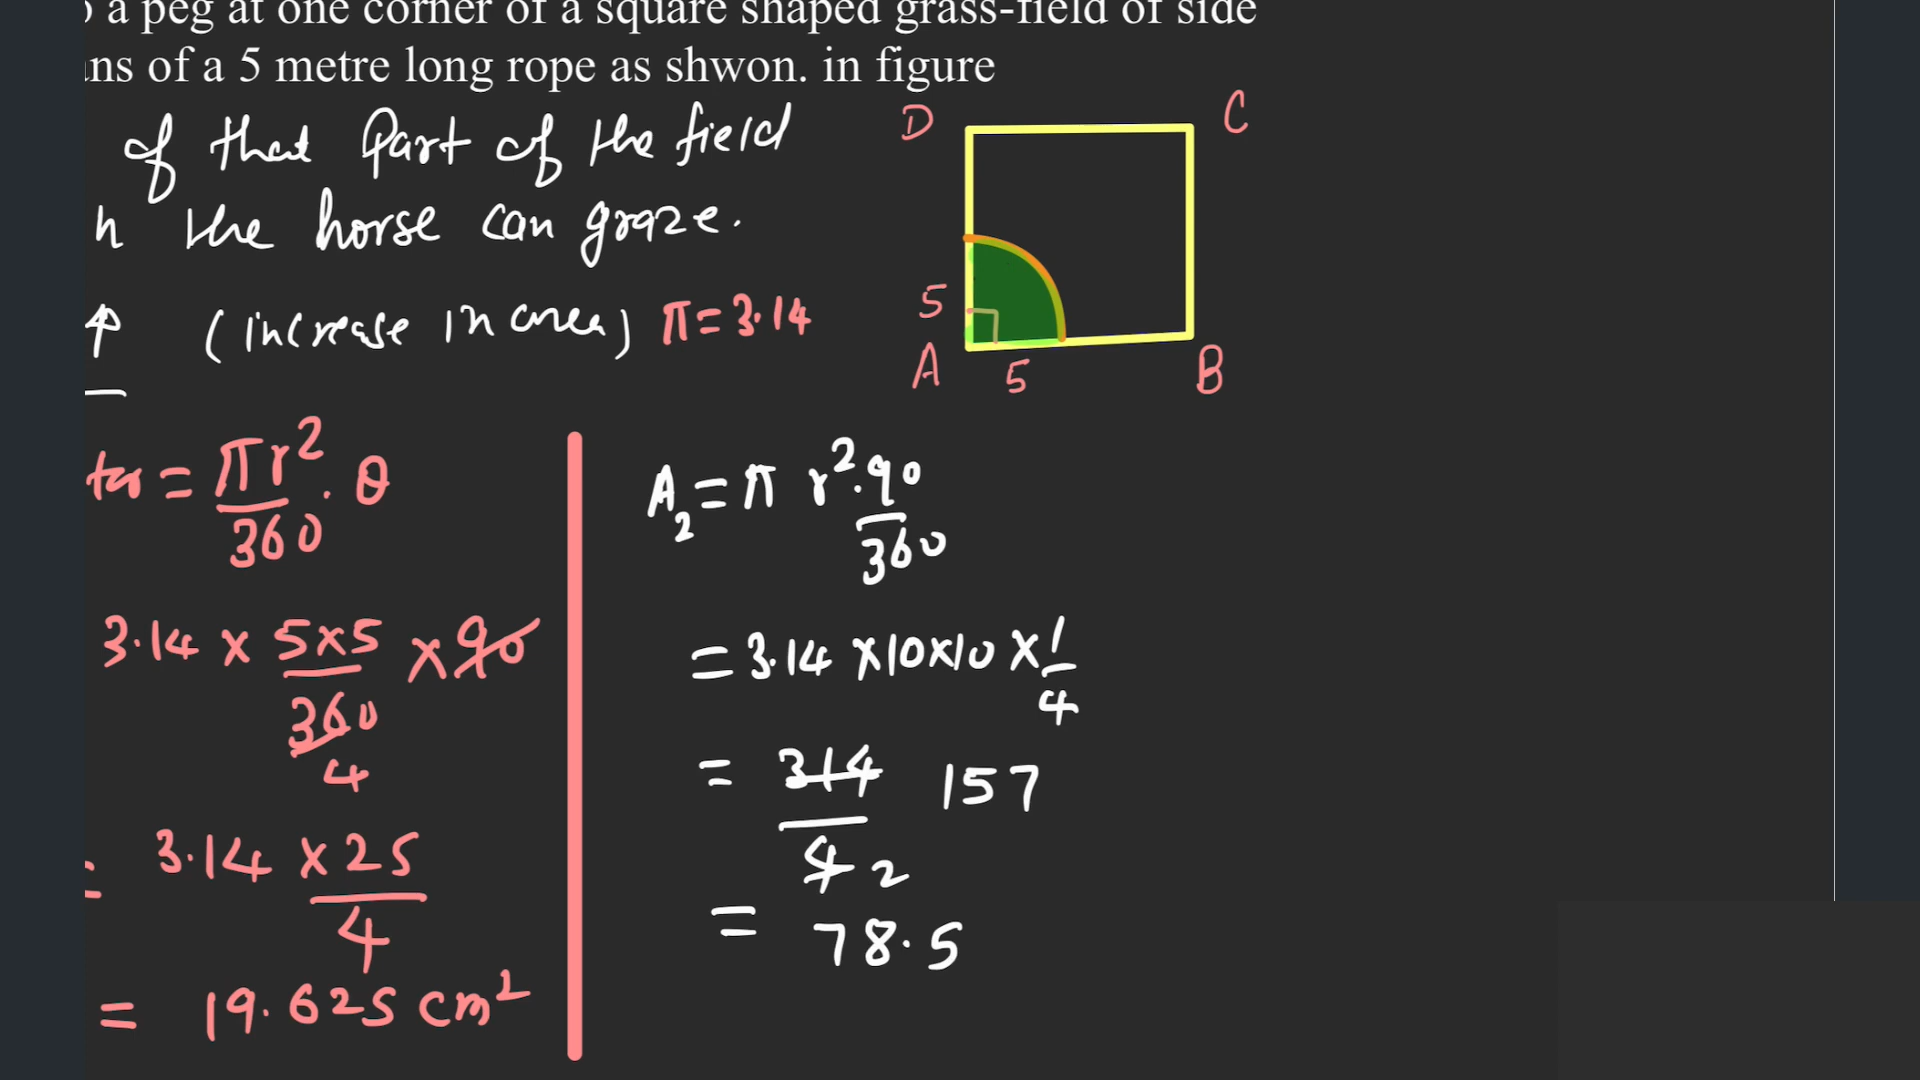 a peg at one corner of a square shaped grass-field of side
ns of a 5 metre long rope as shwon. in figure
of that part of the field
h the horse can graze.
↑ (increase in area) π=3.14
D C
5
A 5 B
= πr²/360 . θ
3.14 × 5×5/360 × 90
4
= 3.14 × 25/4
= 19.625 cm²
A₂ = π r². 90/360
= 3.14 ×10×10 × 1/4
= 314/4 157
2
= 78.5